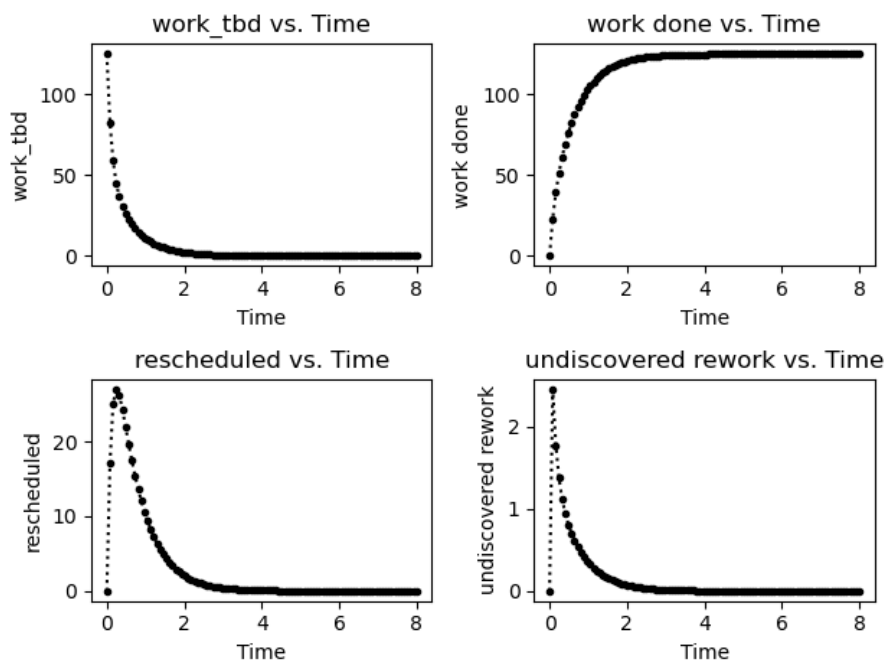 work_tbd vs. Time
work_tbd
100
50
0
0 2 4 6 8
Time
work done vs. Time
work done
100
50
0
0 2 4 6 8
Time
rescheduled vs. Time
rescheduled
20
10
0
0 2 4 6 8
Time
undiscovered rework vs. Time
undiscovered rework
2
1
0
0 2 4 6 8
Time